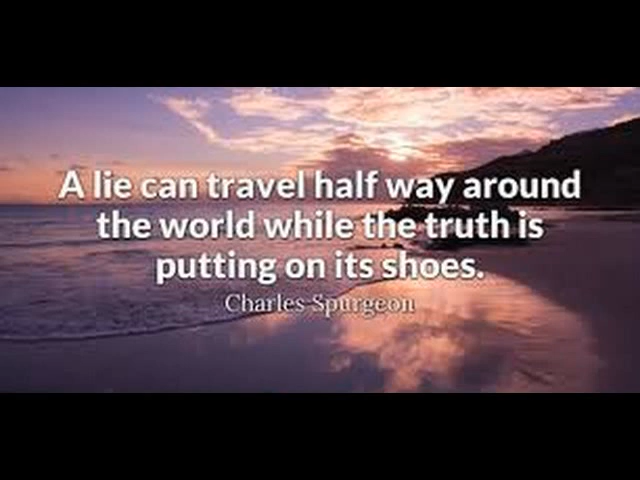 A lie can travel half way around
the world while the truth is
putting on its shoes.
Charles Spurgeon